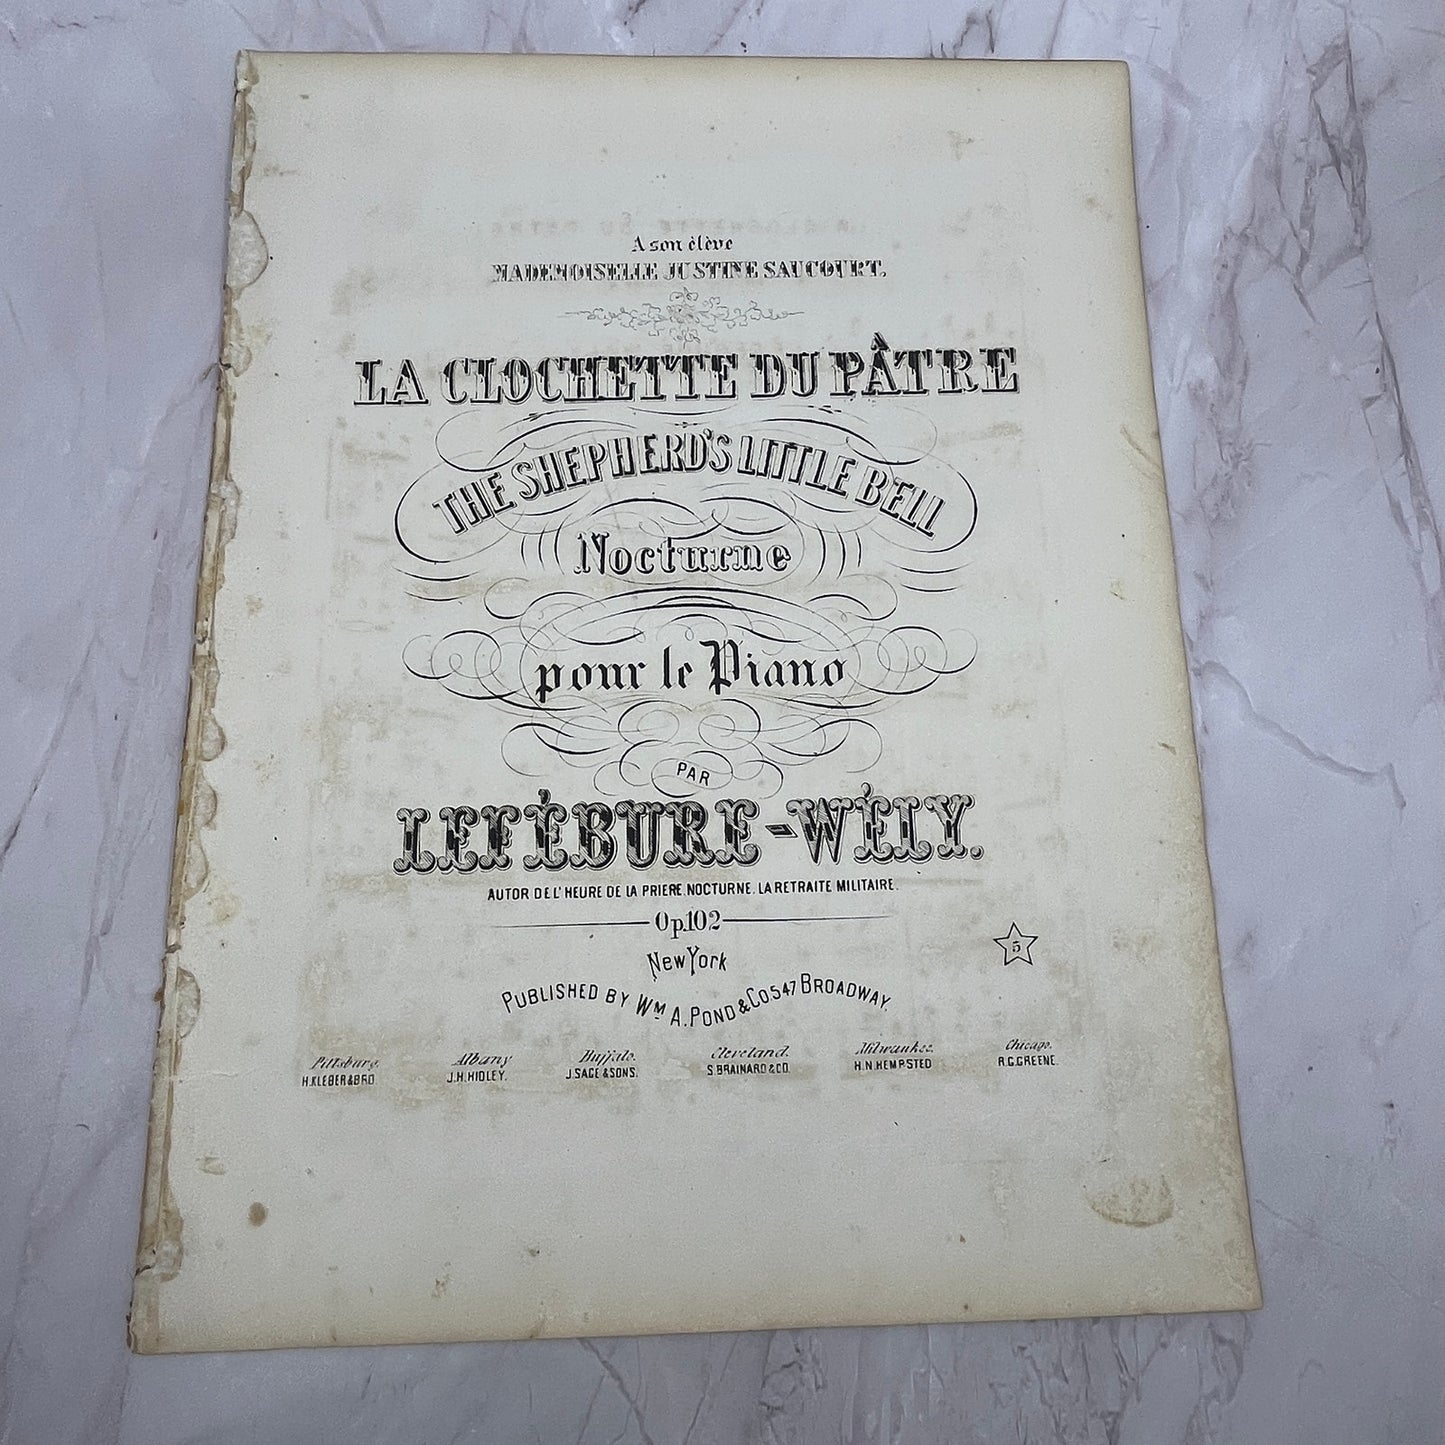 A son élève
MADEMOISELLE JUSTINE SAUCOURT.
LA CLOCHETTE DU PÂTRE
THE SHEPHERD'S LITTLE BELL
Nocturne
pour le Piano
PAR
LEFÉBURE-WÉLY.
AUTOR DE L'HEURE DE LA PRIERE, NOCTURNE. LA RETRAITE MILITAIRE.
Op. 102
5
New York
PUBLISHED BY WM. A. POND & CO 547 BROADWAY.
Pittsburg. Albany Buffalo. Cleveland. Milwaukee. Chicago.
H. KLEBER & BRO. J. H. HIDLEY. J. SAGE & SONS. S. BRAINARD & CO. H. N. HEMPSTED R. G. GREENE.